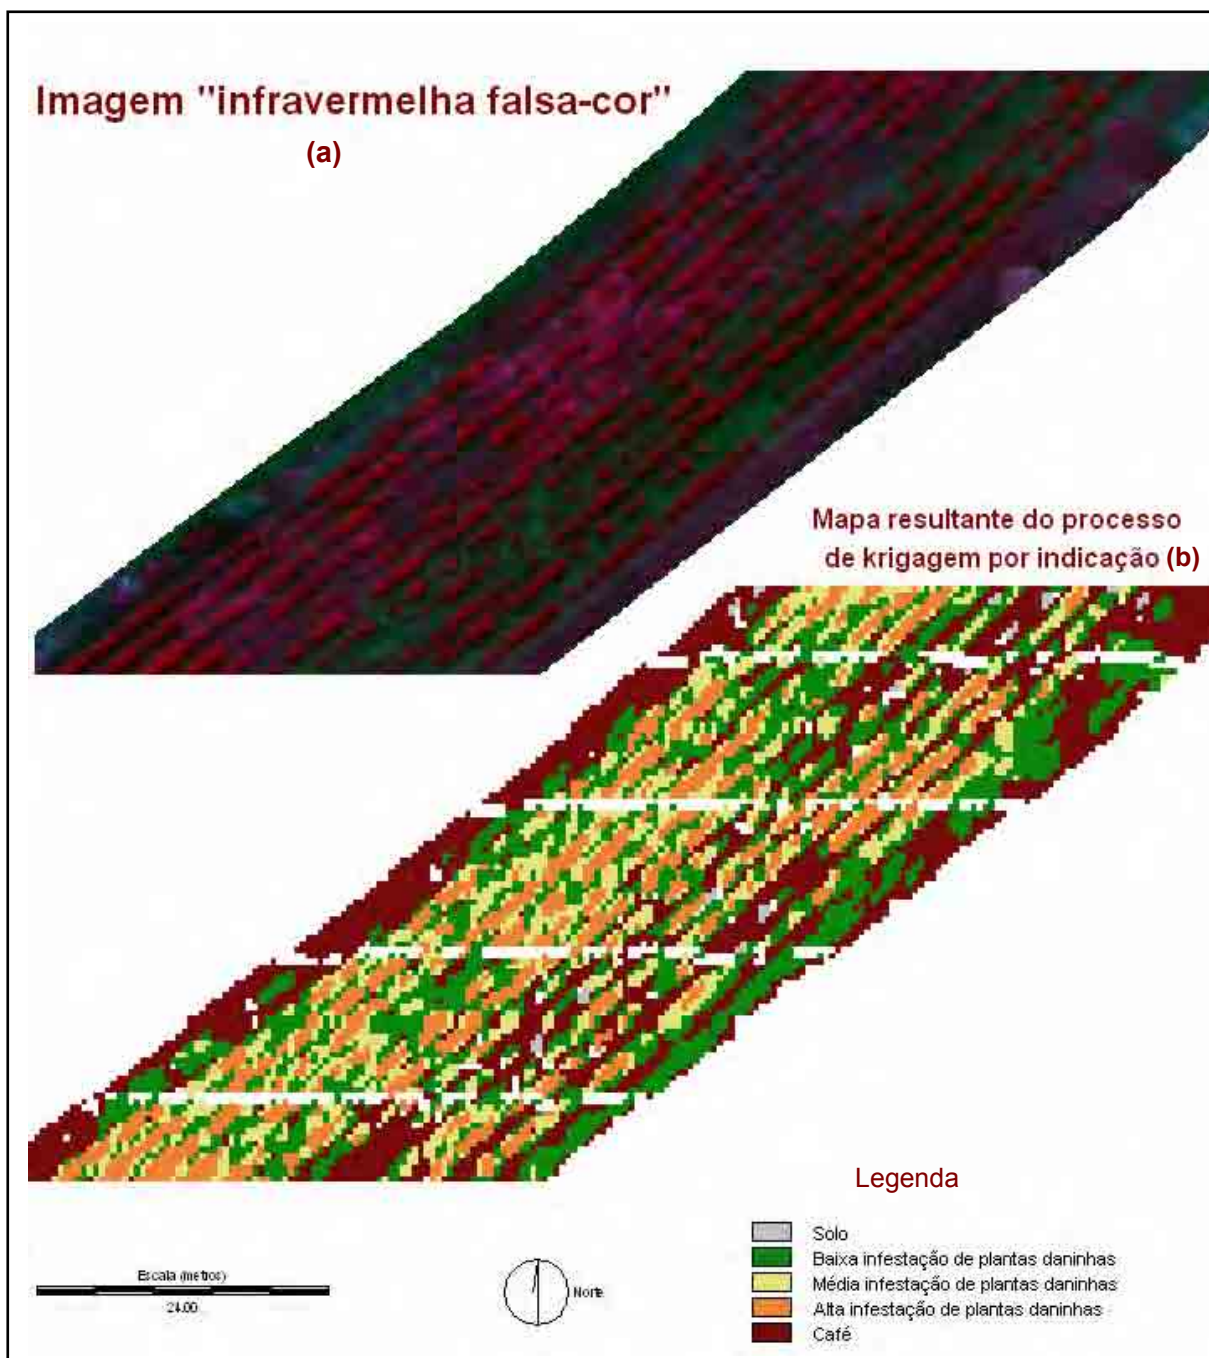 Imagem "infravermelha falsa-cor"
(a)
Mapa resultante do processo
de krigagem por indicação (b)
Legenda
Solo
Baixa infestação de plantas daninhas
Média infestação de plantas daninhas
Alta infestação de plantas daninhas
Café
Escala (metros)
24.00
Norte